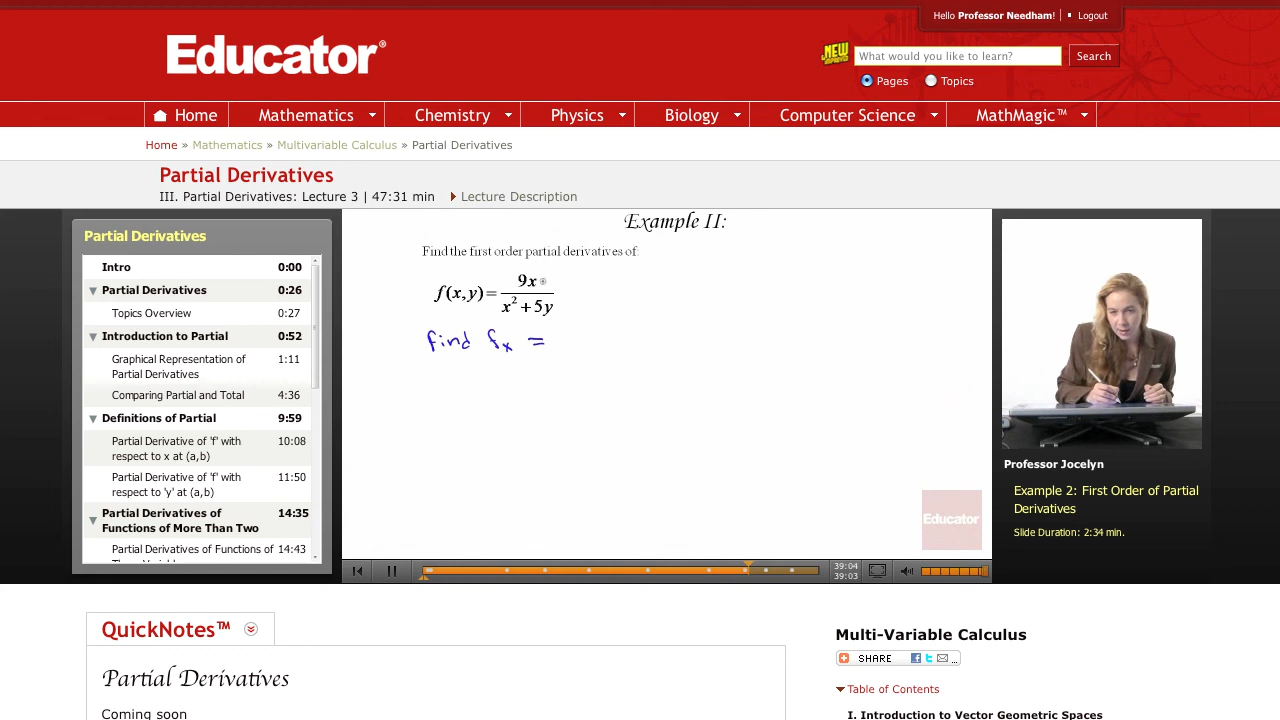 Hello Professor Needham! | ▪ Logout
Educator®
NEW
What would you like to learn? Search
Pages Topics
Home Mathematics Chemistry Physics Biology Computer Science MathMagic™
Home » Mathematics » Multivariable Calculus » Partial Derivatives
Partial Derivatives
III. Partial Derivatives: Lecture 3 | 47:31 min Lecture Description
Partial Derivatives
Intro 0:00
Partial Derivatives 0:26
Topics Overview 0:27
Introduction to Partial 0:52
Graphical Representation of 1:11
Partial Derivatives
Comparing Partial and Total 4:36
Definitions of Partial 9:59
Partial Derivative of 'f' with 10:08
respect to x at (a,b)
Partial Derivative of 'f' with 11:50
respect to 'y' at (a,b)
Partial Derivatives of 14:35
Functions of More Than Two
Partial Derivatives of Functions of 14:43
Example II:
Find the first order partial derivatives of:
f(x,y)= 9x / x² + 5y
find fx =
Educator
39:04
39:03
Professor Jocelyn
Example 2: First Order of Partial
Derivatives
Slide Duration: 2:34 min.
QuickNotes™
Partial Derivatives
Coming soon
Multi-Variable Calculus
SHARE ...
Table of Contents
I. Introduction to Vector Geometric Spaces